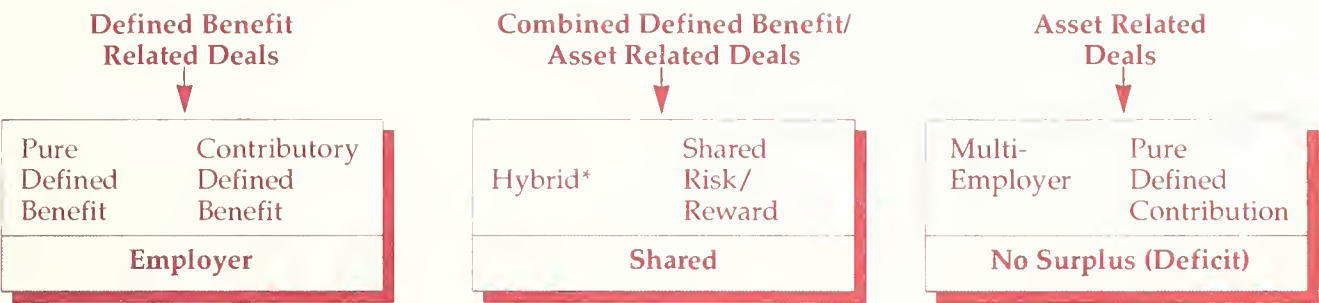 Defined Benefit
Related Deals
Pure
Defined
Benefit
Contributory
Defined
Benefit
Employer
Combined Defined Benefit/
Asset Related Deals
Hybrid*
Shared
Risk/
Reward
Shared
Asset Related
Deals
Multi-
Employer
Pure
Defined
Contribution
No Surplus (Deficit)